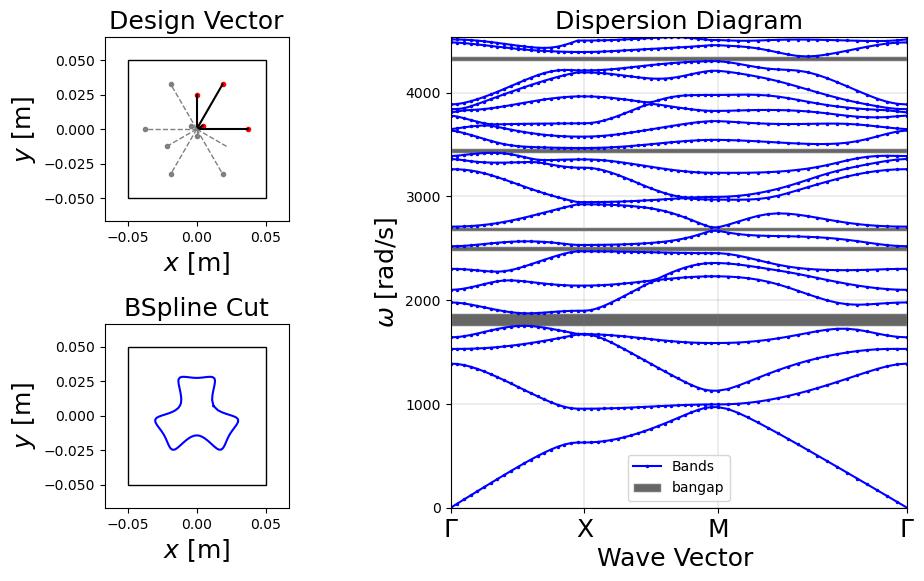 Design Vector
0.050
0.025
0.000
−0.025
−0.050
y [m]
−0.05
0.00
0.05
x [m]
BSpline Cut
0.050
0.025
0.000
−0.025
−0.050
y [m]
−0.05
0.00
0.05
x [m]
Dispersion Diagram
4000
3000
2000
1000
0
ω [rad/s]
Bands
bangap
Γ
X
M
Γ
Wave Vector